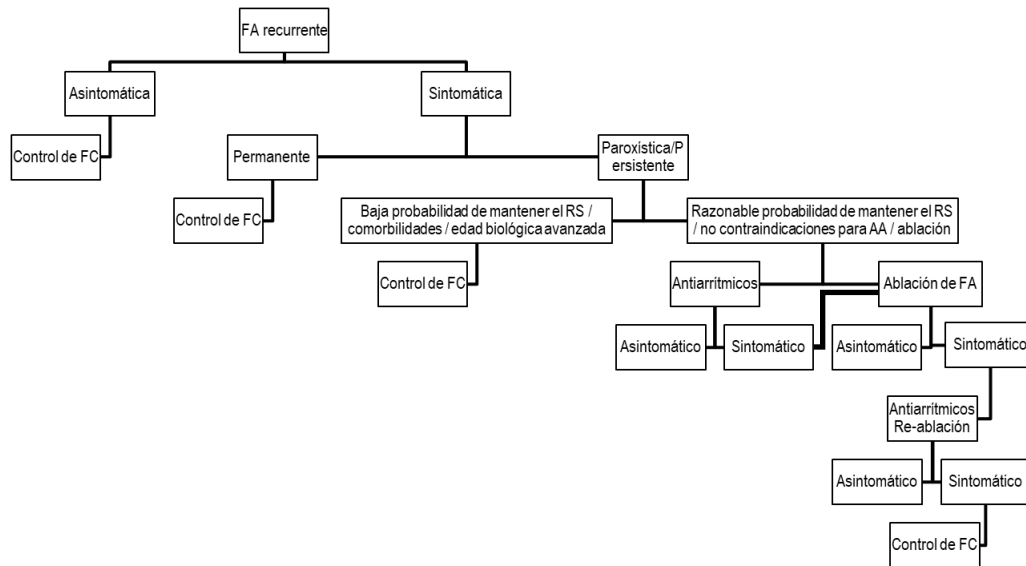 FA recurrente
Asintomática
Sintomática
Control de FC
Permanente
Paroxística/P
ersistente
Control de FC
Baja probabilidad de mantener el RS /
comorbilidades / edad biológica avanzada
Razonable probabilidad de mantener el RS
/ no contraindicaciones para AA / ablación
Control de FC
Antiarrítmicos
Ablación de FA
Asintomático
Sintomático
Asintomático
Sintomático
Antiarrítmicos
Re-ablación
Asintomático
Sintomático
Control de FC